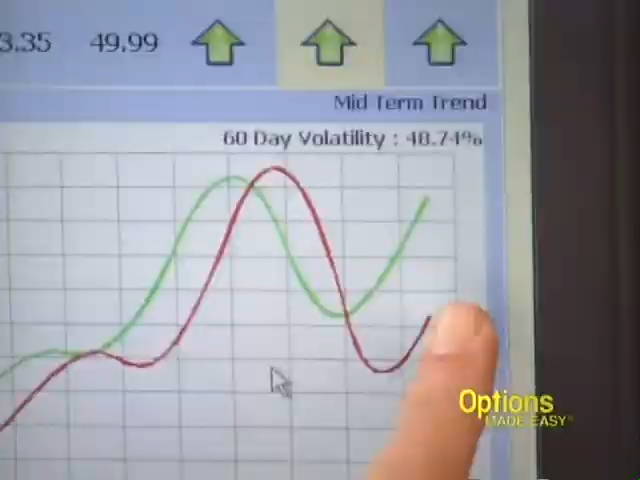 3.35 49.99
Mid Term Trend
60 Day Volatility : 48.74%
Options
MADE EASY